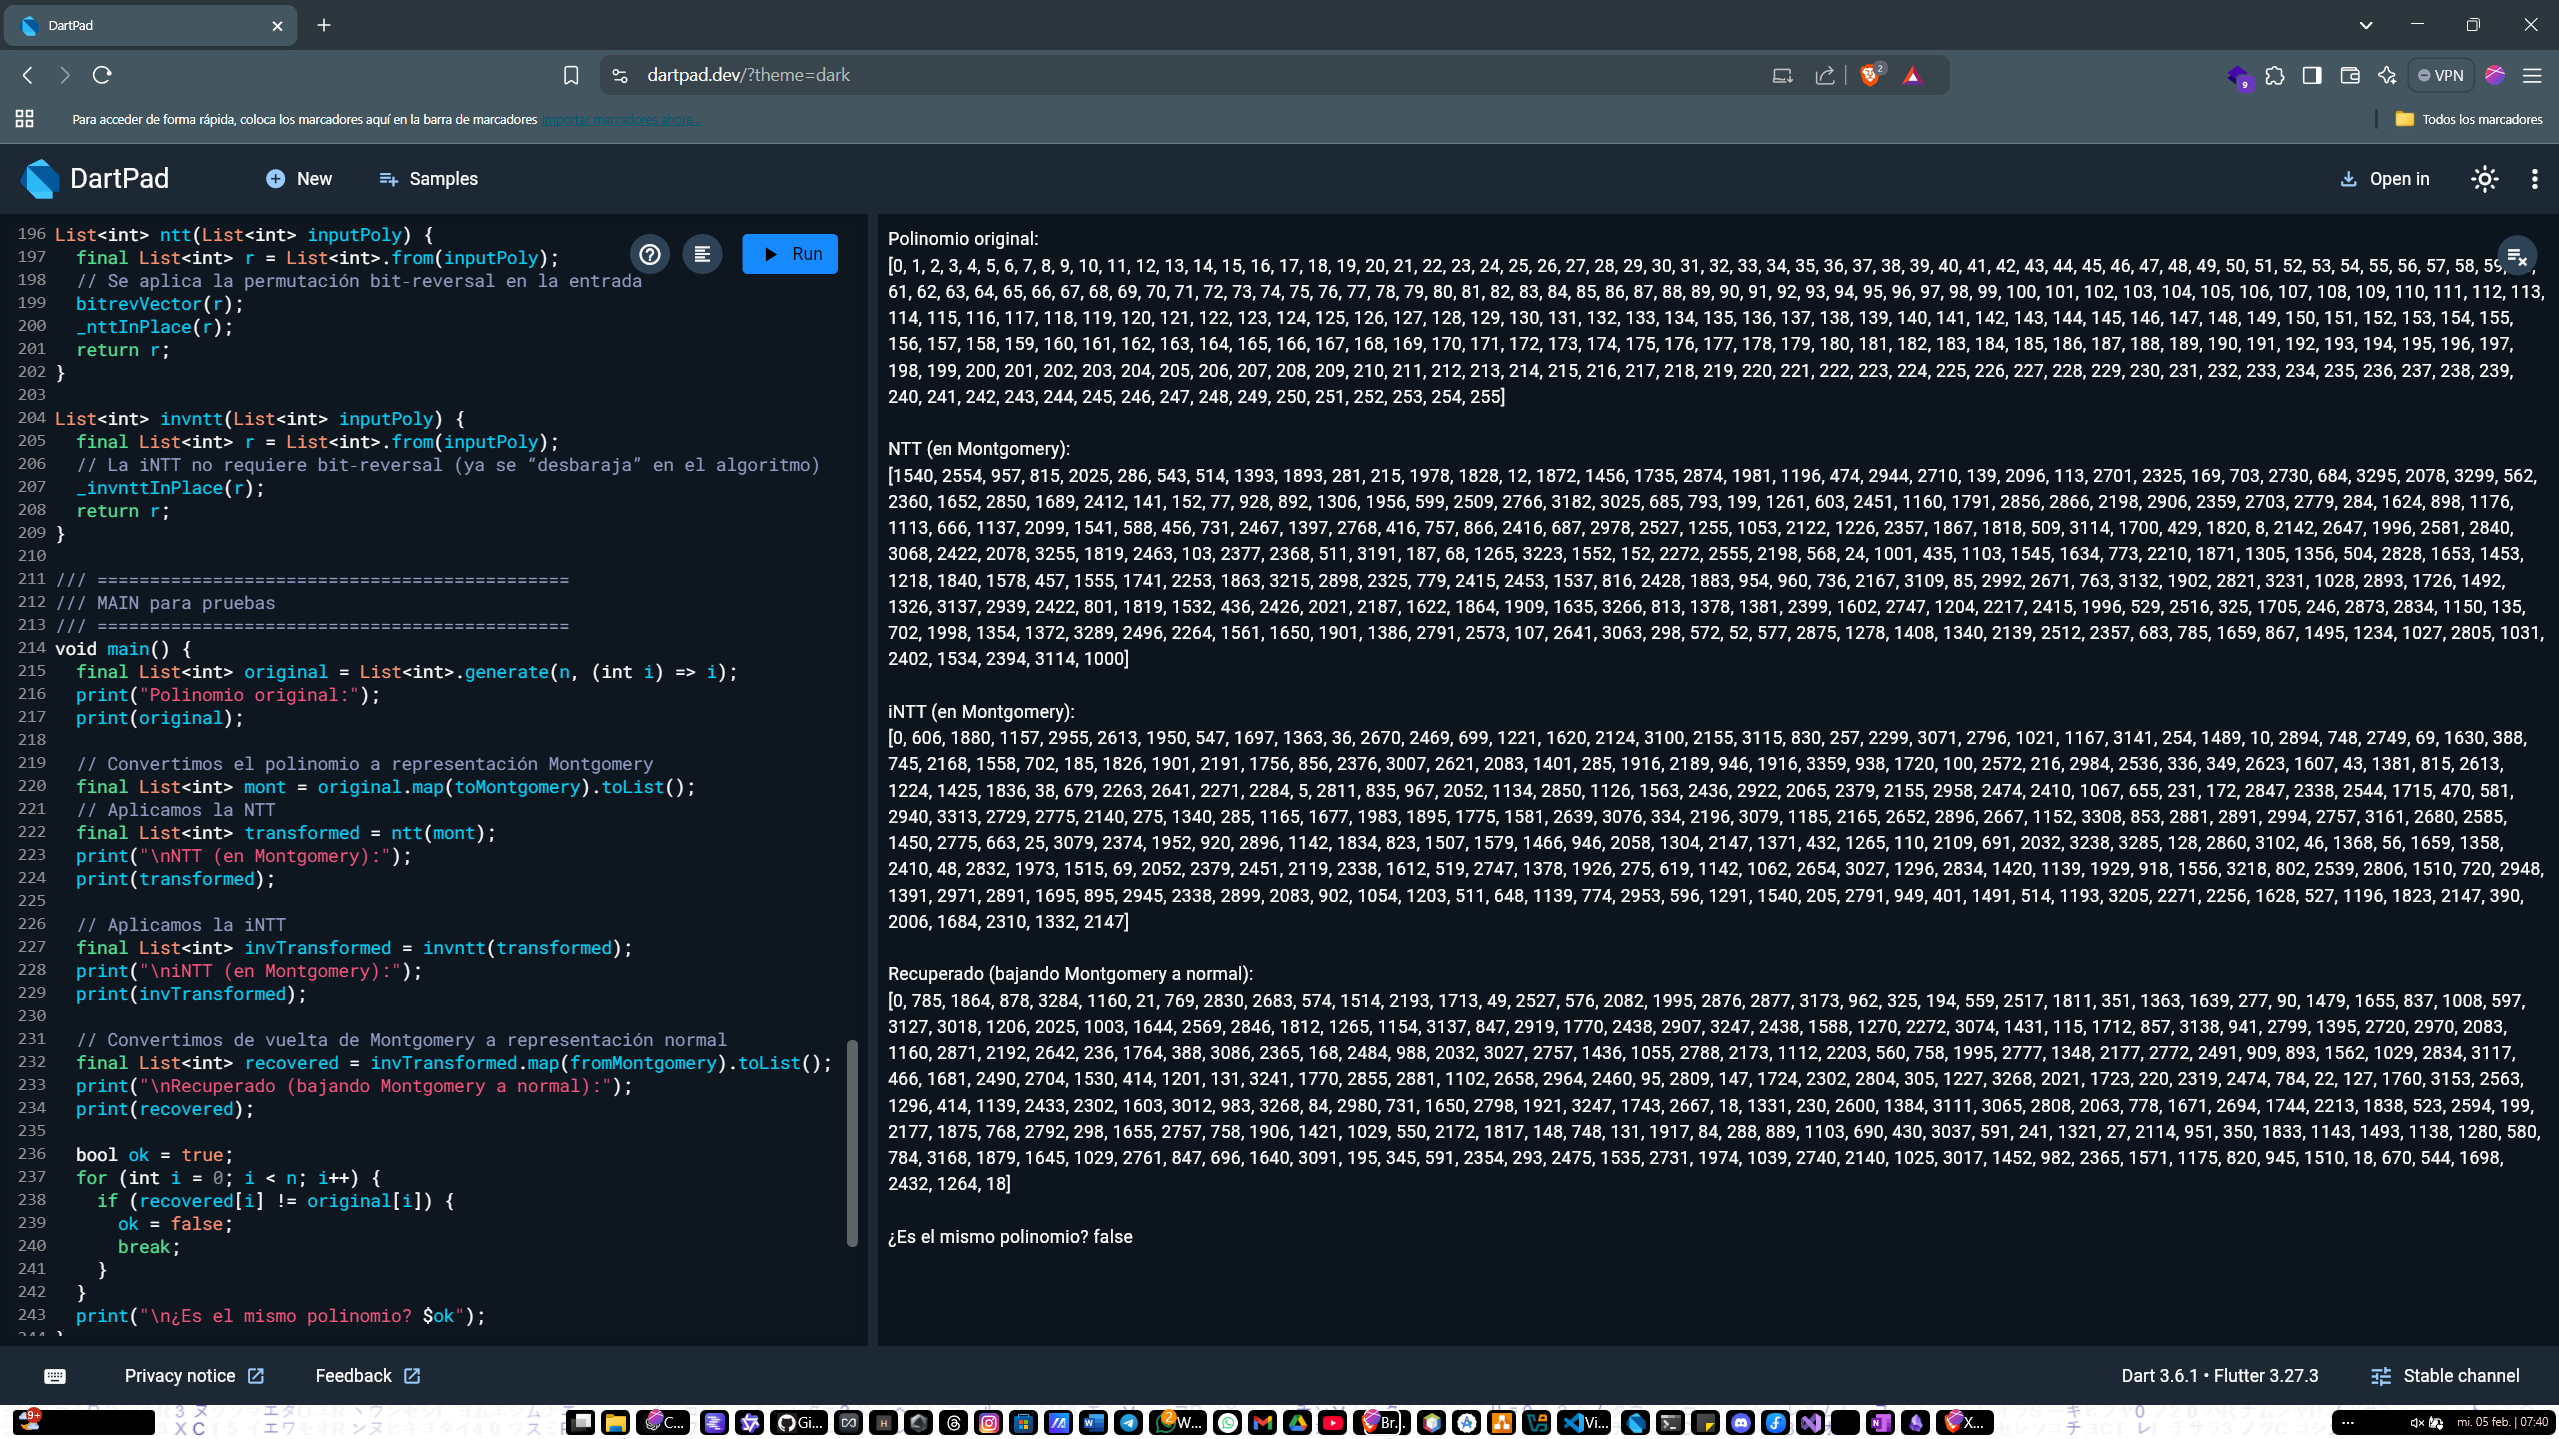 DartPad
dartpad.dev/?theme=dark
2
9
VPN
Para acceder de forma rápida, coloca los marcadores aquí en la barra de marcadores Importar marcadores ahora...
Todos los marcadores
DartPad
New
Samples
Open in
196 List<int> ntt(List<int> inputPoly) {
197 final List<int> r = List<int>.from(inputPoly);
198 // Se aplica la permutación bit-reversal en la entrada
199 bitrevVector(r);
200 _nttInPlace(r);
201 return r;
202 }
203
204 List<int> invntt(List<int> inputPoly) {
205 final List<int> r = List<int>.from(inputPoly);
206 // La iNTT no requiere bit-reversal (ya se “desbaraja” en el algoritmo)
207 _invnttInPlace(r);
208 return r;
209 }
210
211 /// =============================================
212 /// MAIN para pruebas
213 /// =============================================
214 void main() {
215 final List<int> original = List<int>.generate(n, (int i) => i);
216 print("Polinomio original:");
217 print(original);
218
219 // Convertimos el polinomio a representación Montgomery
220 final List<int> mont = original.map(toMontgomery).toList();
221 // Aplicamos la NTT
222 final List<int> transformed = ntt(mont);
223 print("\nNTT (en Montgomery):");
224 print(transformed);
225
226 // Aplicamos la iNTT
227 final List<int> invTransformed = invntt(transformed);
228 print("\niNTT (en Montgomery):");
229 print(invTransformed);
230
231 // Convertimos de vuelta de Montgomery a representación normal
232 final List<int> recovered = invTransformed.map(fromMontgomery).toList();
233 print("\nRecuperado (bajando Montgomery a normal):");
234 print(recovered);
235
236 bool ok = true;
237 for (int i = 0; i < n; i++) {
238 if (recovered[i] != original[i]) {
239 ok = false;
240 break;
241 }
242 }
243 print("\n¿Es el mismo polinomio? $ok");
Run
Polinomio original:
[0, 1, 2, 3, 4, 5, 6, 7, 8, 9, 10, 11, 12, 13, 14, 15, 16, 17, 18, 19, 20, 21, 22, 23, 24, 25, 26, 27, 28, 29, 30, 31, 32, 33, 34, 35, 36, 37, 38, 39, 40, 41, 42, 43, 44, 45, 46, 47, 48, 49, 50, 51, 52, 53, 54, 55, 56, 57, 58, 59,
61, 62, 63, 64, 65, 66, 67, 68, 69, 70, 71, 72, 73, 74, 75, 76, 77, 78, 79, 80, 81, 82, 83, 84, 85, 86, 87, 88, 89, 90, 91, 92, 93, 94, 95, 96, 97, 98, 99, 100, 101, 102, 103, 104, 105, 106, 107, 108, 109, 110, 111, 112, 113,
114, 115, 116, 117, 118, 119, 120, 121, 122, 123, 124, 125, 126, 127, 128, 129, 130, 131, 132, 133, 134, 135, 136, 137, 138, 139, 140, 141, 142, 143, 144, 145, 146, 147, 148, 149, 150, 151, 152, 153, 154, 155,
156, 157, 158, 159, 160, 161, 162, 163, 164, 165, 166, 167, 168, 169, 170, 171, 172, 173, 174, 175, 176, 177, 178, 179, 180, 181, 182, 183, 184, 185, 186, 187, 188, 189, 190, 191, 192, 193, 194, 195, 196, 197,
198, 199, 200, 201, 202, 203, 204, 205, 206, 207, 208, 209, 210, 211, 212, 213, 214, 215, 216, 217, 218, 219, 220, 221, 222, 223, 224, 225, 226, 227, 228, 229, 230, 231, 232, 233, 234, 235, 236, 237, 238, 239,
240, 241, 242, 243, 244, 245, 246, 247, 248, 249, 250, 251, 252, 253, 254, 255]
NTT (en Montgomery):
[1540, 2554, 957, 815, 2025, 286, 543, 514, 1393, 1893, 281, 215, 1978, 1828, 12, 1872, 1456, 1735, 2874, 1981, 1196, 474, 2944, 2710, 139, 2096, 113, 2701, 2325, 169, 703, 2730, 684, 3295, 2078, 3299, 562,
2360, 1652, 2850, 1689, 2412, 141, 152, 77, 928, 892, 1306, 1956, 599, 2509, 2766, 3182, 3025, 685, 793, 199, 1261, 603, 2451, 1160, 1791, 2856, 2866, 2198, 2906, 2359, 2703, 2779, 284, 1624, 898, 1176,
1113, 666, 1137, 2099, 1541, 588, 456, 731, 2467, 1397, 2768, 416, 757, 866, 2416, 687, 2978, 2527, 1255, 1053, 2122, 1226, 2357, 1867, 1818, 509, 3114, 1700, 429, 1820, 8, 2142, 2647, 1996, 2581, 2840,
3068, 2422, 2078, 3255, 1819, 2463, 103, 2377, 2368, 511, 3191, 187, 68, 1265, 3223, 1552, 152, 2272, 2555, 2198, 568, 24, 1001, 435, 1103, 1545, 1634, 773, 2210, 1871, 1305, 1356, 504, 2828, 1653, 1453,
1218, 1840, 1578, 457, 1555, 1741, 2253, 1863, 3215, 2898, 2325, 779, 2415, 2453, 1537, 816, 2428, 1883, 954, 960, 736, 2167, 3109, 85, 2992, 2671, 763, 3132, 1902, 2821, 3231, 1028, 2893, 1726, 1492,
1326, 3137, 2939, 2422, 801, 1819, 1532, 436, 2426, 2021, 2187, 1622, 1864, 1909, 1635, 3266, 813, 1378, 1381, 2399, 1602, 2747, 1204, 2217, 2415, 1996, 529, 2516, 325, 1705, 246, 2873, 2834, 1150, 135,
702, 1998, 1354, 1372, 3289, 2496, 2264, 1561, 1650, 1901, 1386, 2791, 2573, 107, 2641, 3063, 298, 572, 52, 577, 2875, 1278, 1408, 1340, 2139, 2512, 2357, 683, 785, 1659, 867, 1495, 1234, 1027, 2805, 1031,
2402, 1534, 2394, 3114, 1000]
iNTT (en Montgomery):
[0, 606, 1880, 1157, 2955, 2613, 1950, 547, 1697, 1363, 36, 2670, 2469, 699, 1221, 1620, 2124, 3100, 2155, 3115, 830, 257, 2299, 3071, 2796, 1021, 1167, 3141, 254, 1489, 10, 2894, 748, 2749, 69, 1630, 388,
745, 2168, 1558, 702, 185, 1826, 1901, 2191, 1756, 856, 2376, 3007, 2621, 2083, 1401, 285, 1916, 2189, 946, 1916, 3359, 938, 1720, 100, 2572, 216, 2984, 2536, 336, 349, 2623, 1607, 43, 1381, 815, 2613,
1224, 1425, 1836, 38, 679, 2263, 2641, 2271, 2284, 5, 2811, 835, 967, 2052, 1134, 2850, 1126, 1563, 2436, 2922, 2065, 2379, 2155, 2958, 2474, 2410, 1067, 655, 231, 172, 2847, 2338, 2544, 1715, 470, 581,
2940, 3313, 2729, 2775, 2140, 275, 1340, 285, 1165, 1677, 1983, 1895, 1775, 1581, 2639, 3076, 334, 2196, 3079, 1185, 2165, 2652, 2896, 2667, 1152, 3308, 853, 2881, 2891, 2994, 2757, 3161, 2680, 2585,
1450, 2775, 663, 25, 3079, 2374, 1952, 920, 2896, 1142, 1834, 823, 1507, 1579, 1466, 946, 2058, 1304, 2147, 1371, 432, 1265, 110, 2109, 691, 2032, 3238, 3285, 128, 2860, 3102, 46, 1368, 56, 1659, 1358,
2410, 48, 2832, 1973, 1515, 69, 2052, 2379, 2451, 2119, 2338, 1612, 519, 2747, 1378, 1926, 275, 619, 1142, 1062, 2654, 3027, 1296, 2834, 1420, 1139, 1929, 918, 1556, 3218, 802, 2539, 2806, 1510, 720, 2948,
1391, 2971, 2891, 1695, 895, 2945, 2338, 2899, 2083, 902, 1054, 1203, 511, 648, 1139, 774, 2953, 596, 1291, 1540, 205, 2791, 949, 401, 1491, 514, 1193, 3205, 2271, 2256, 1628, 527, 1196, 1823, 2147, 390,
2006, 1684, 2310, 1332, 2147]
Recuperado (bajando Montgomery a normal):
[0, 785, 1864, 878, 3284, 1160, 21, 769, 2830, 2683, 574, 1514, 2193, 1713, 49, 2527, 576, 2082, 1995, 2876, 2877, 3173, 962, 325, 194, 559, 2517, 1811, 351, 1363, 1639, 277, 90, 1479, 1655, 837, 1008, 597,
3127, 3018, 1206, 2025, 1003, 1644, 2569, 2846, 1812, 1265, 1154, 3137, 847, 2919, 1770, 2438, 2907, 3247, 2438, 1588, 1270, 2272, 3074, 1431, 115, 1712, 857, 3138, 941, 2799, 1395, 2720, 2970, 2083,
1160, 2871, 2192, 2642, 236, 1764, 388, 3086, 2365, 168, 2484, 988, 2032, 3027, 2757, 1436, 1055, 2788, 2173, 1112, 2203, 560, 758, 1995, 2777, 1348, 2177, 2772, 2491, 909, 893, 1562, 1029, 2834, 3117,
466, 1681, 2490, 2704, 1530, 414, 1201, 131, 3241, 1770, 2855, 2881, 1102, 2658, 2964, 2460, 95, 2809, 147, 1724, 2302, 2804, 305, 1227, 3268, 2021, 1723, 220, 2319, 2474, 784, 22, 127, 1760, 3153, 2563,
1296, 414, 1139, 2433, 2302, 1603, 3012, 983, 3268, 84, 2980, 731, 1650, 2798, 1921, 3247, 1743, 2667, 18, 1331, 230, 2600, 1384, 3111, 3065, 2808, 2063, 778, 1671, 2694, 1744, 2213, 1838, 523, 2594, 199,
2177, 1875, 768, 2792, 298, 1655, 2757, 758, 1906, 1421, 1029, 550, 2172, 1817, 148, 748, 131, 1917, 84, 288, 889, 1103, 690, 430, 3037, 591, 241, 1321, 27, 2114, 951, 350, 1833, 1143, 1493, 1138, 1280, 580,
784, 3168, 1879, 1645, 1029, 2761, 847, 696, 1640, 3091, 195, 345, 591, 2354, 293, 2475, 1535, 2731, 1974, 1039, 2740, 2140, 1025, 3017, 1452, 982, 2365, 1571, 1175, 820, 945, 1510, 18, 670, 544, 1698,
2432, 1264, 18]
¿Es el mismo polinomio? false
Privacy notice
Feedback
Dart 3.6.1 • Flutter 3.27.3
Stable channel
9+
C...
Gi...
W...
Br...
Vi...
X...
mi. 05 feb. | 07:40